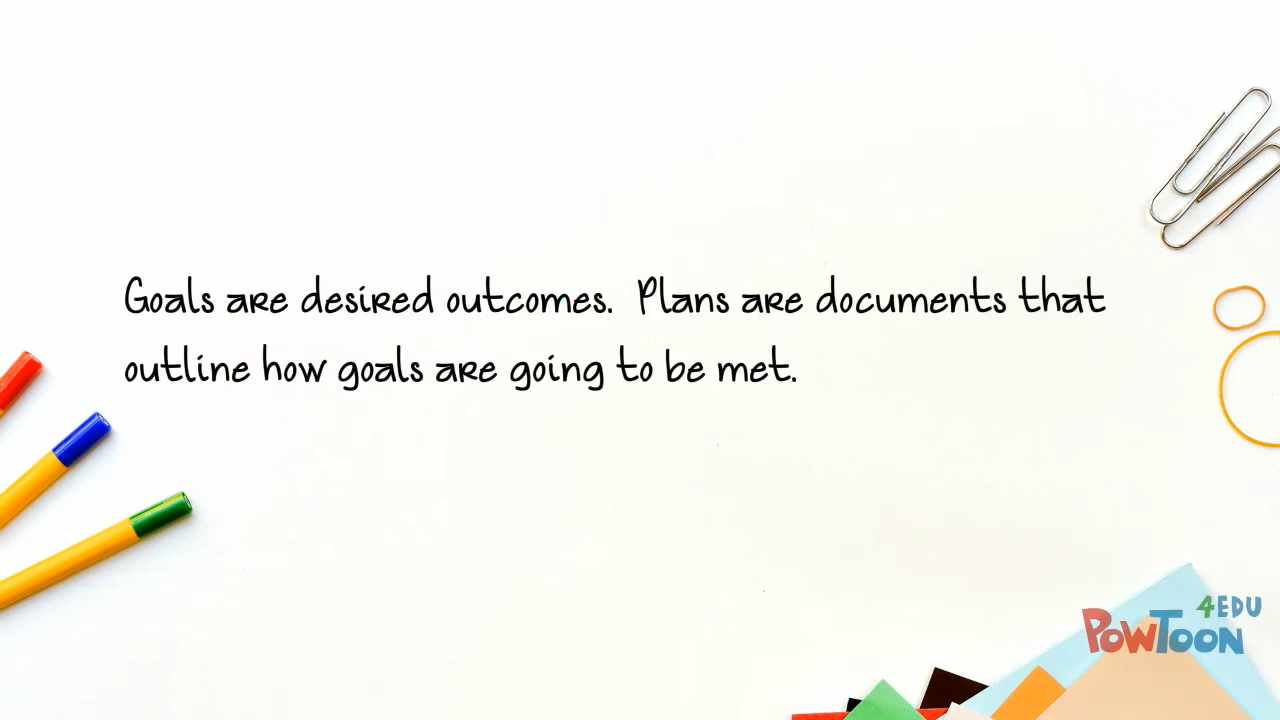 Goals are desired outcomes.  Plans are documents that
outline how goals are going to be met.
4EDU
POWTOON